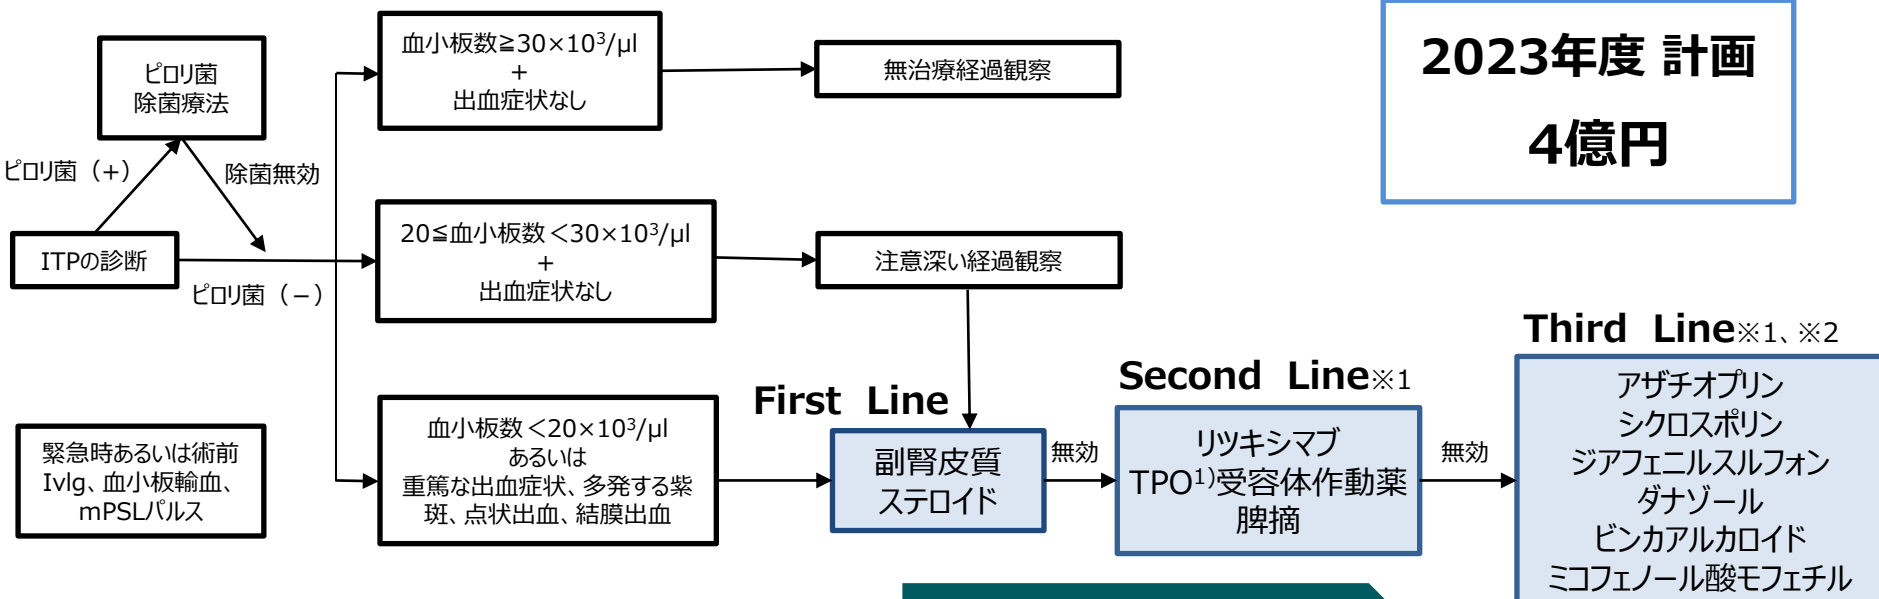 2023年度 計画
4億円
ピロリ菌
除菌療法
ピロリ菌（+）
除菌無効
ITPの診断
ピロリ菌（−）
血小板数≧30×10³/μl
+
出血症状なし
無治療経過観察
20≦血小板数＜30×10³/μl
+
出血症状なし
注意深い経過観察
緊急時あるいは術前
IvIg、血小板輸血、
mPSLパルス
血小板数＜20×10³/μl
あるいは
重篤な出血症状、多発する紫
斑、点状出血、結膜出血
First Line
副腎皮質
ステロイド
無効
Second Line※1
リツキシマブ
TPO¹⁾受容体作動薬
脾摘
無効
Third Line※1、※2
アザチオプリン
シクロスポリン
ジアフェニルスルフォン
ダナゾール
ビンカアルカロイド
ミコフェノール酸モフェチル